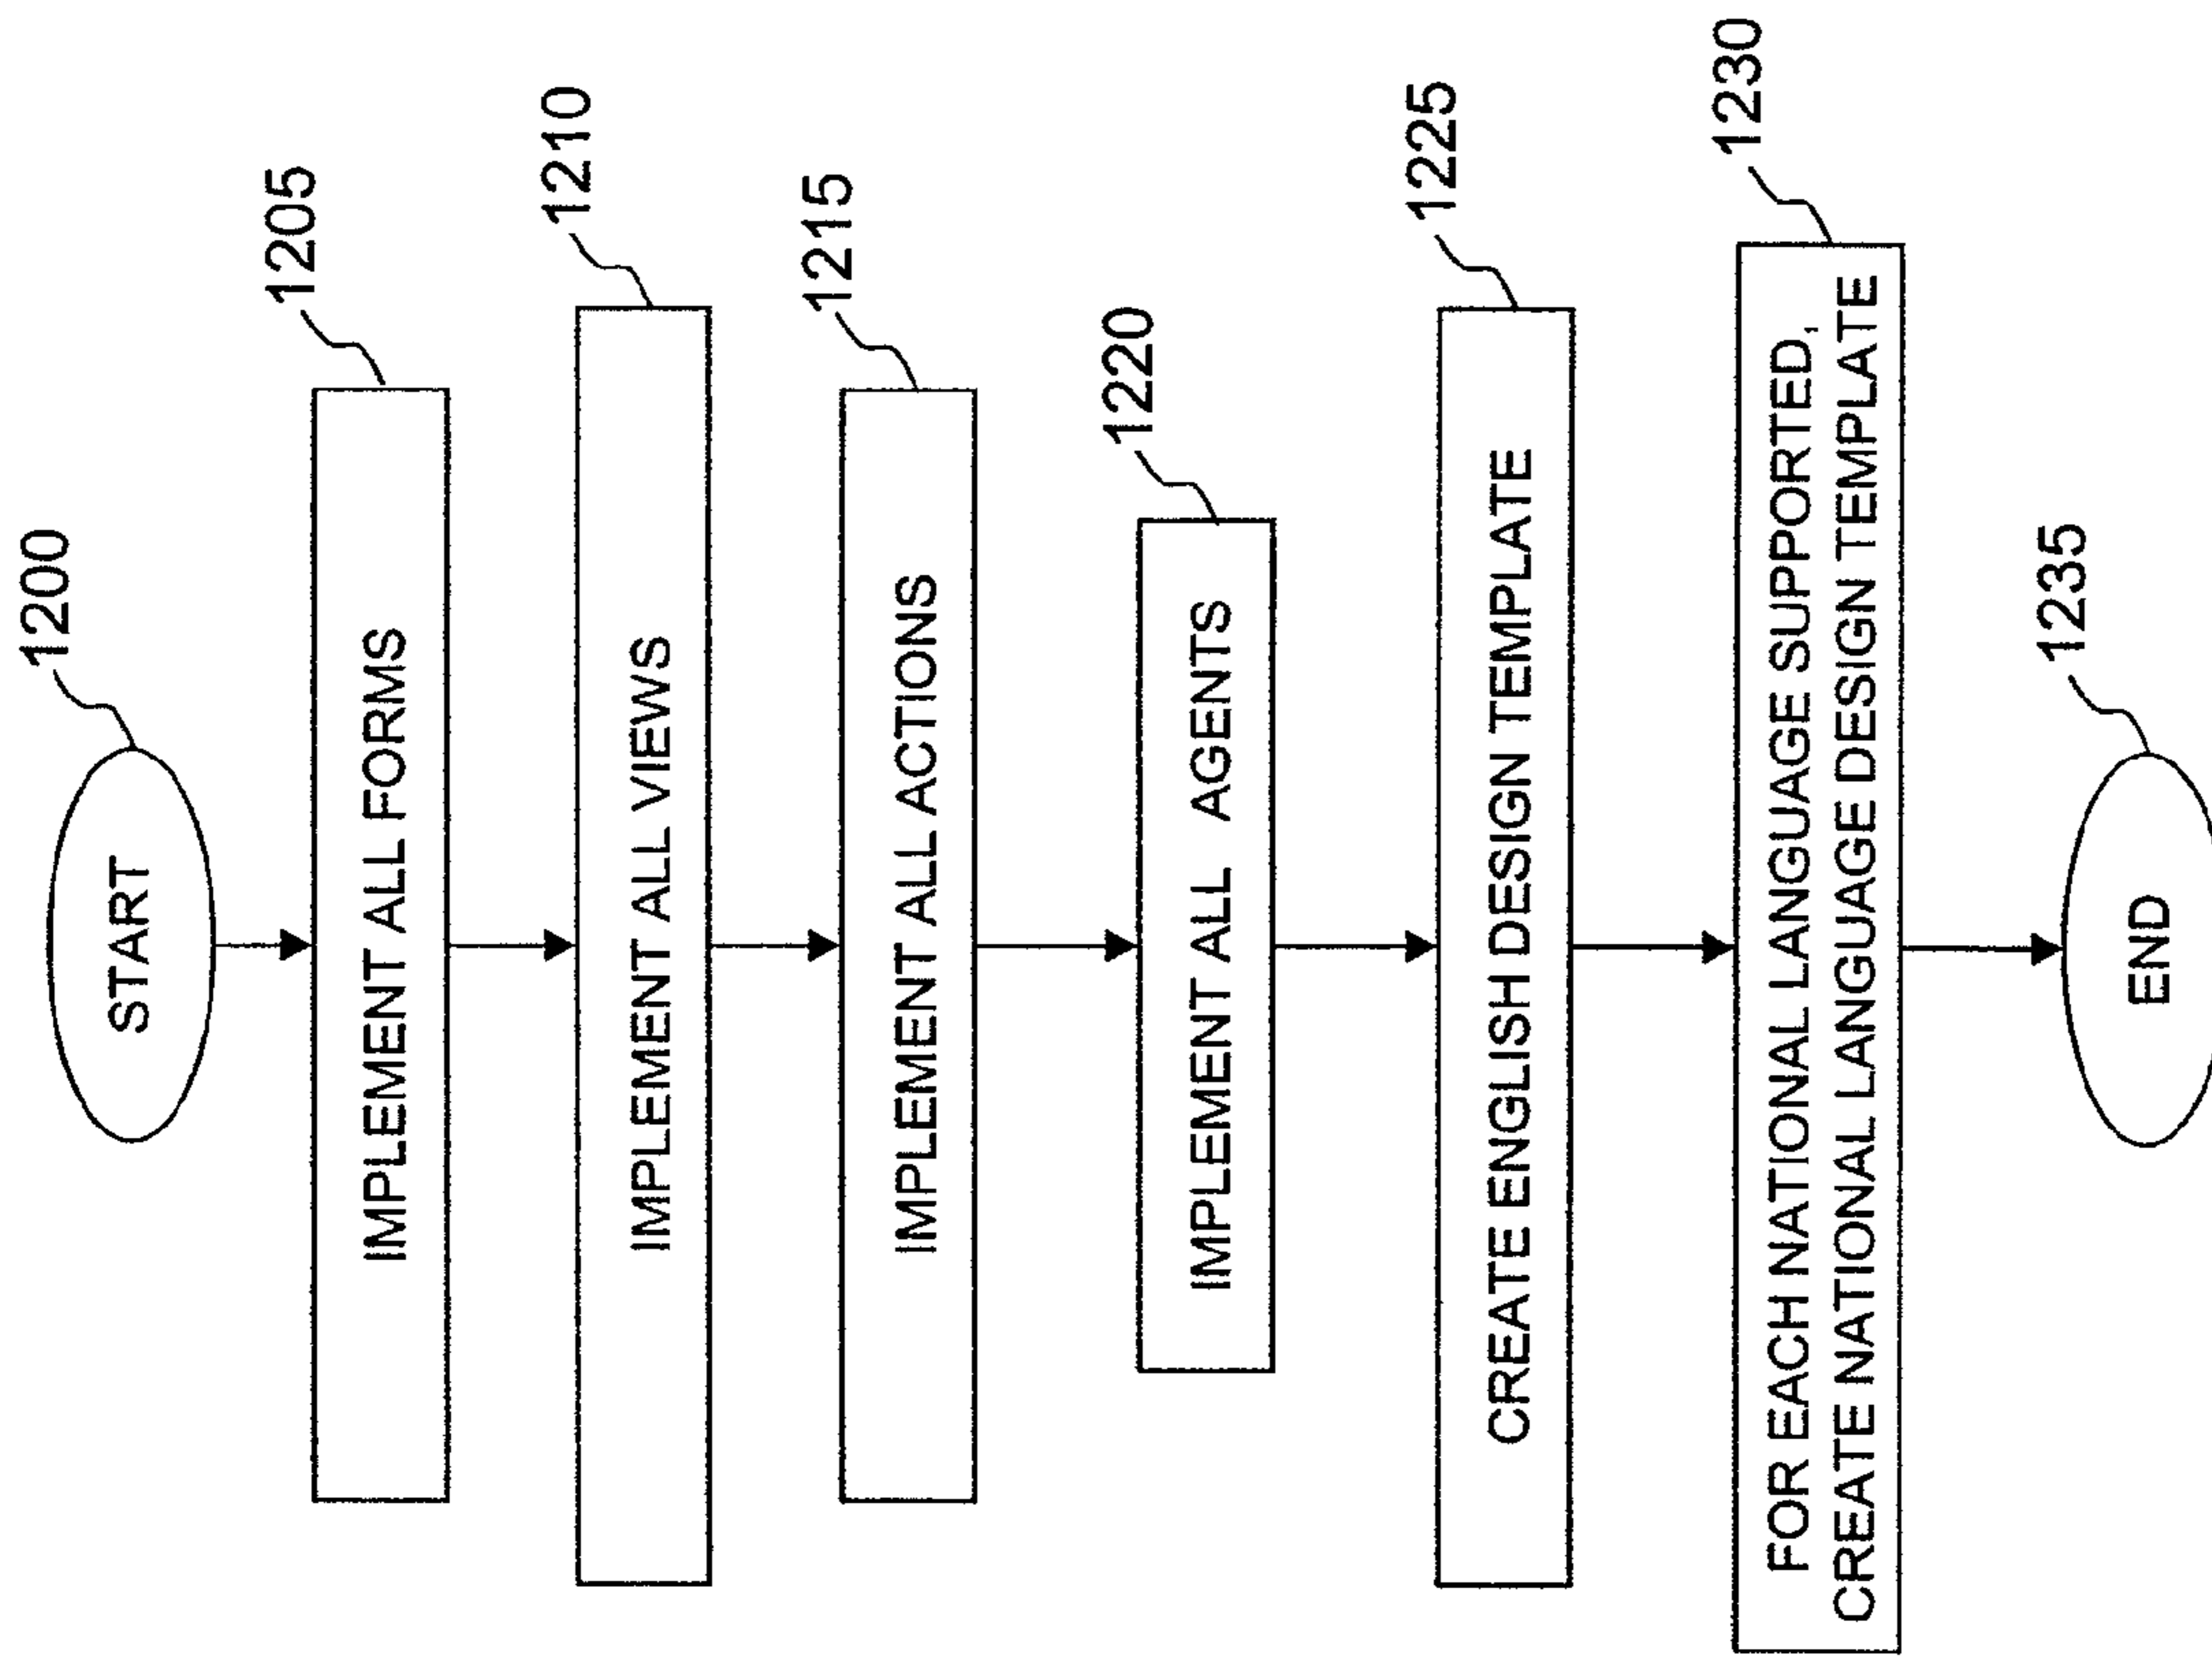 START
1200
IMPLEMENT ALL FORMS
1205
IMPLEMENT ALL VIEWS
1210
IMPLEMENT ALL ACTIONS
1215
IMPLEMENT ALL AGENTS
1220
CREATE ENGLISH DESIGN TEMPLATE
1225
FOR EACH NATIONAL LANGUAGE SUPPORTED,
CREATE NATIONAL LANGUAGE DESIGN TEMPLATE
1230
END
1235